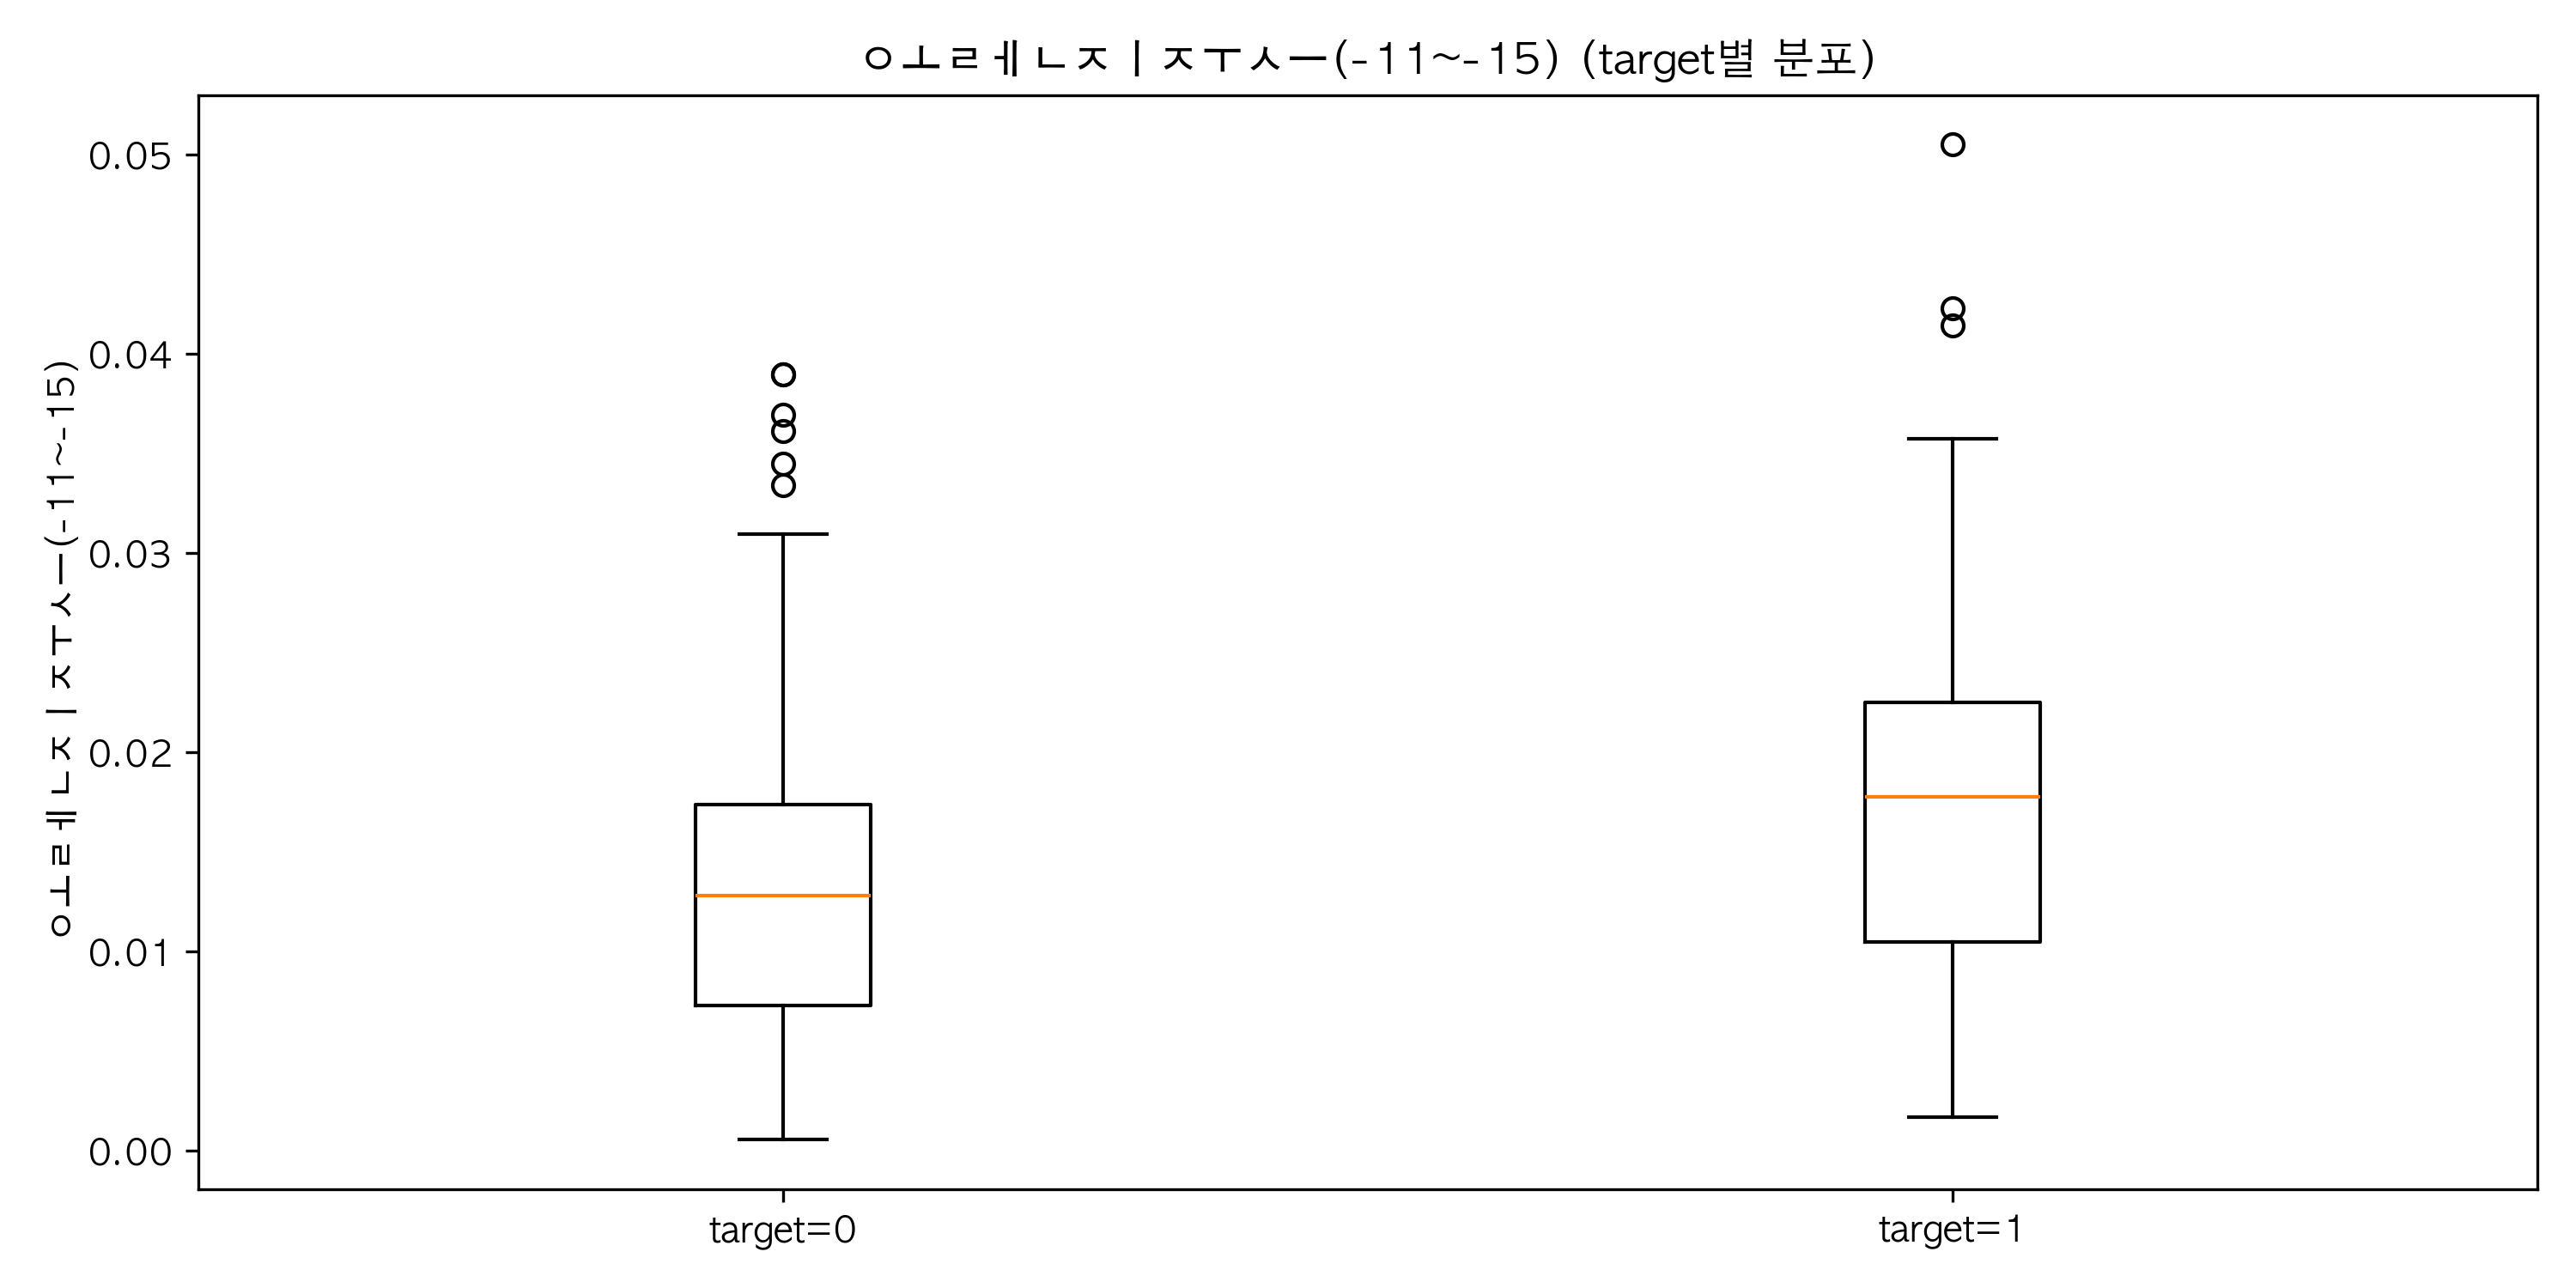 ㅇㅗㄹㅔㄴㅈㅣㅈㅜㅅㅡ(-11~-15) (target별 분포)
ㅇㅗㄹㅔㄴㅈㅣㅈㅜㅅㅡ(-11~-15)
0.05
0.04
0.03
0.02
0.01
0.00
target=0
target=1